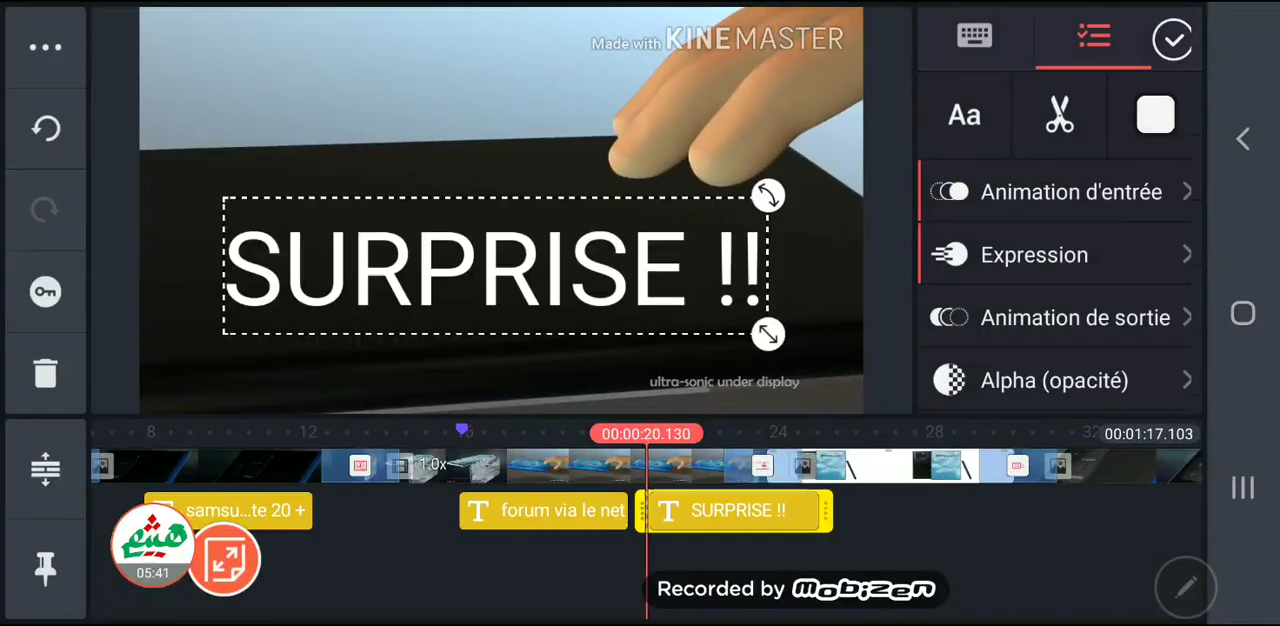 Made with KINEMASTER
Aa
SURPRISE !!
ultra-sonic under display
Animation d'entrée
Expression
Animation de sortie
Alpha (opacité)
8
12
16
00:00:20.130
24
28
32
00:01:17.103
1.0x
samsu...te 20 +
T forum via le net
T SURPRISE !!
05:41
Recorded by mobizen